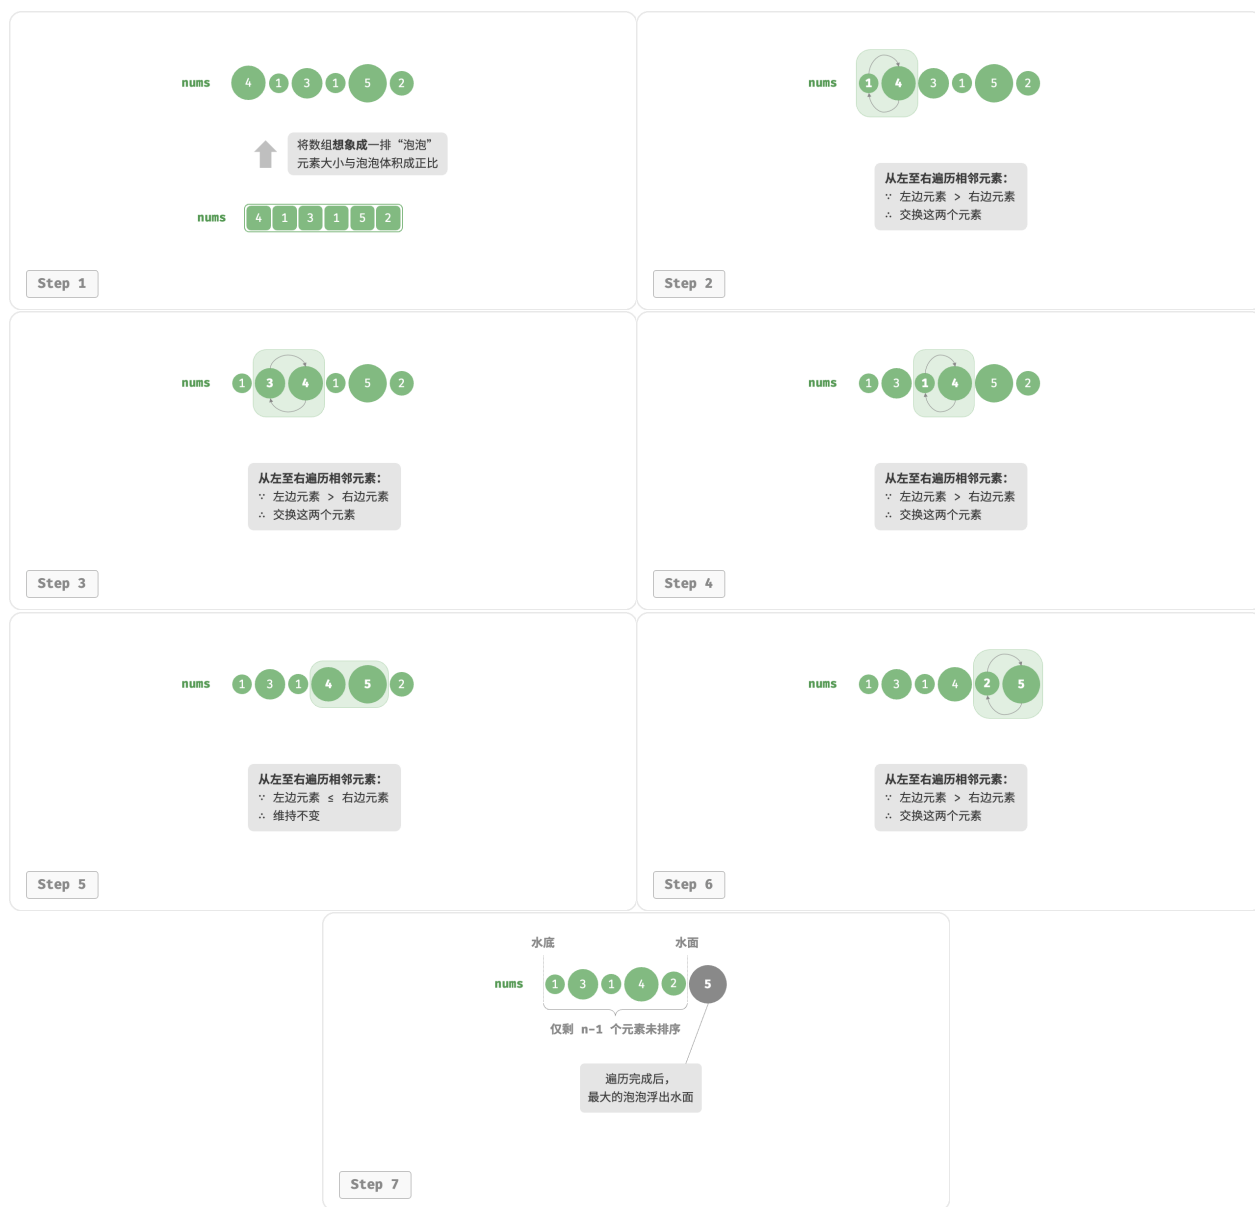 nums 4 1 3 1 5 2
将数组想象成一排“泡泡”
元素大小与泡泡体积成正比
nums 4 1 3 1 5 2
Step 1
nums 1 4 3 1 5 2
从左至右遍历相邻元素：
∵ 左边元素 > 右边元素
∴ 交换这两个元素
Step 2
nums 1 3 4 1 5 2
从左至右遍历相邻元素：
∵ 左边元素 > 右边元素
∴ 交换这两个元素
Step 3
nums 1 3 1 4 5 2
从左至右遍历相邻元素：
∵ 左边元素 > 右边元素
∴ 交换这两个元素
Step 4
nums 1 3 1 4 5 2
从左至右遍历相邻元素：
∵ 左边元素 ≤ 右边元素
∴ 维持不变
Step 5
nums 1 3 1 4 2 5
从左至右遍历相邻元素：
∵ 左边元素 > 右边元素
∴ 交换这两个元素
Step 6
水底 水面
nums 1 3 1 4 2 5
仅剩 n-1 个元素未排序
遍历完成后，
最大的泡泡浮出水面
Step 7